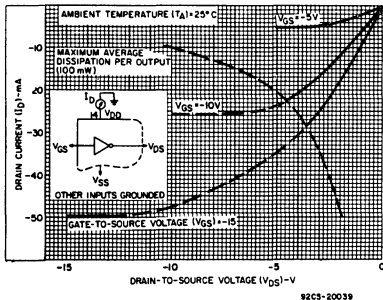 AMBIENT TEMPERATURE (TA)=25°C
VGS=-5V
MAXIMUM AVERAGE
DISSIPATION PER OUTPUT
(100 mW)
ID
14
VDD
VGS=-10V
VGS
VDS
VSS
OTHER INPUTS GROUNDED
GATE-TO-SOURCE VOLTAGE (VGS)=-15
DRAIN CURRENT (ID)-mA
-10
-20
-30
-40
-50
-15
-10
-5
0
0
DRAIN-TO-SOURCE VOLTAGE (VDS)-V
92CS-20039